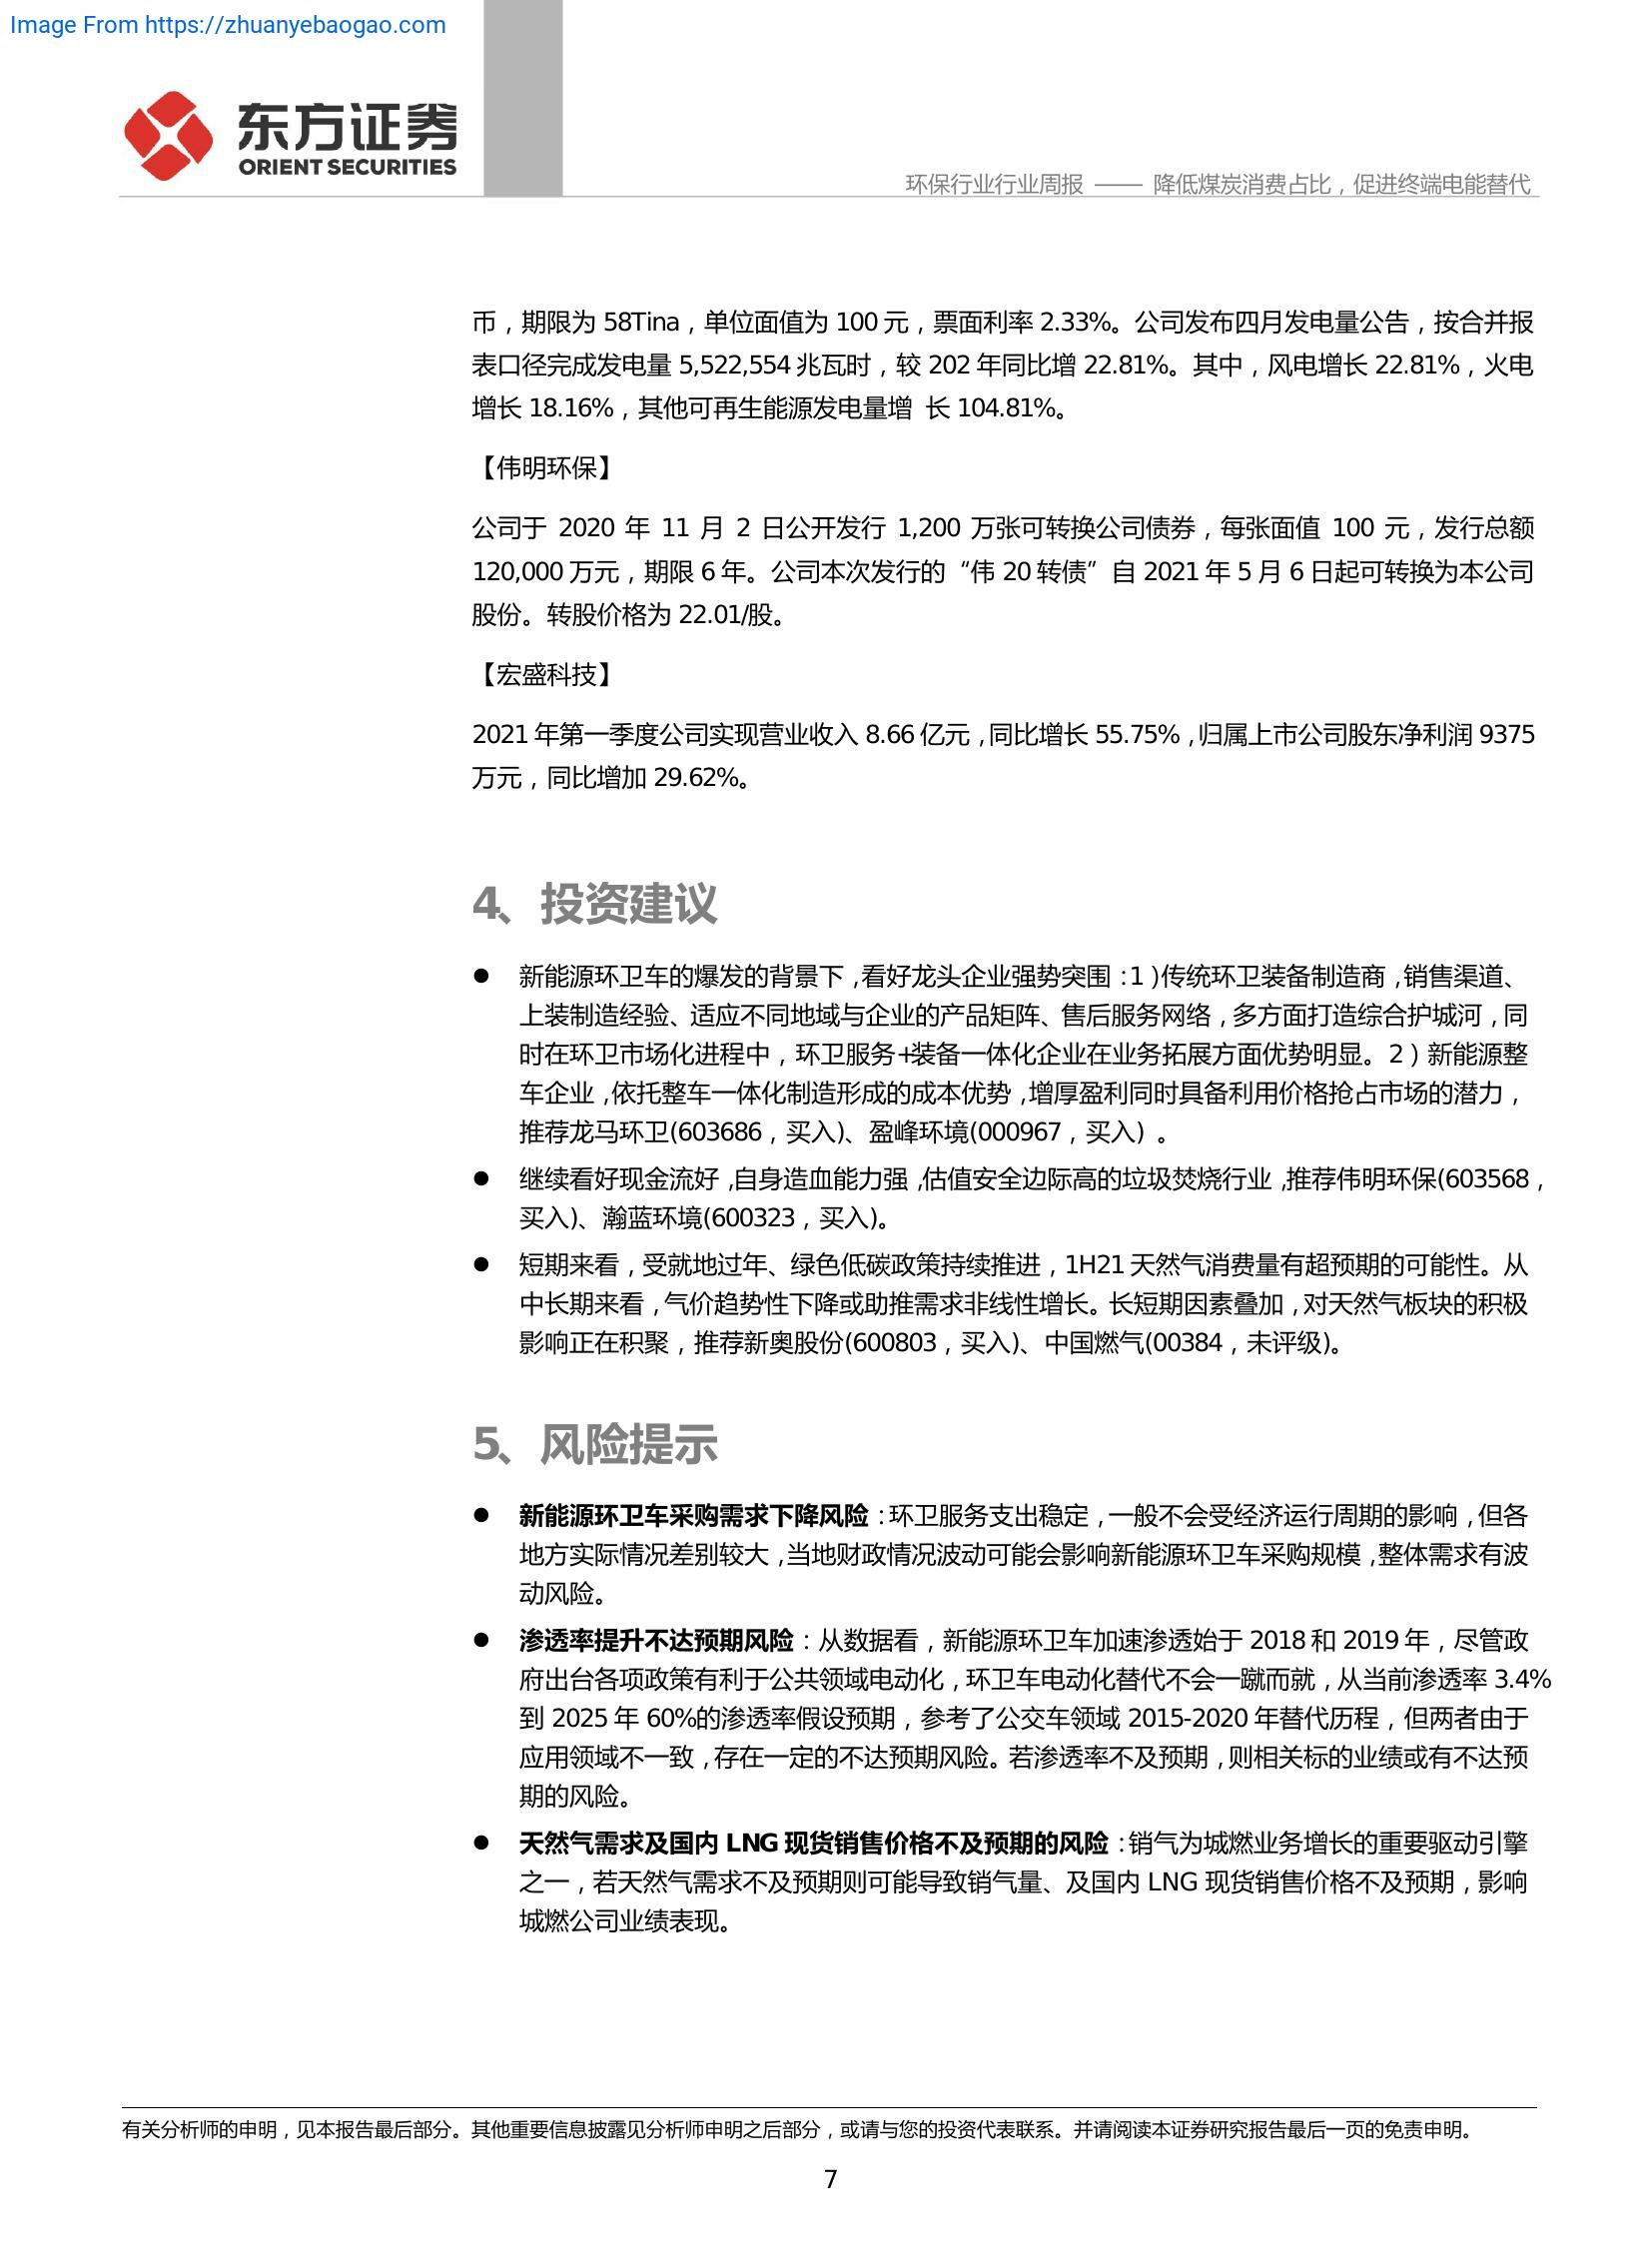 Image From https://zhuanyebaogao.com
东方证券
ORIENT SECURITIES
环保行业行业周报 —— 降低煤炭消费占比，促进终端电能替代
币，期限为 58Tina，单位面值为 100 元，票面利率 2.33%。公司发布四月发电量公告，按合并报
表口径完成发电量 5,522,554 兆瓦时，较 202 年同比增 22.81%。其中，风电增长 22.81%，火电
增长 18.16%，其他可再生能源发电量增 长 104.81%。
【伟明环保】
公司于 2020 年 11 月 2 日公开发行 1,200 万张可转换公司债券，每张面值 100 元，发行总额
120,000 万元，期限 6 年。公司本次发行的“伟 20 转债”自 2021 年 5 月 6 日起可转换为本公司
股份。转股价格为 22.01/股。
【宏盛科技】
2021 年第一季度公司实现营业收入 8.66 亿元，同比增长 55.75%，归属上市公司股东净利润 9375
万元，同比增加 29.62%。
4、投资建议
● 新能源环卫车的爆发的背景下，看好龙头企业强势突围：1）传统环卫装备制造商，销售渠道、
上装制造经验、适应不同地域与企业的产品矩阵、售后服务网络，多方面打造综合护城河，同
时在环卫市场化进程中，环卫服务+装备一体化企业在业务拓展方面优势明显。2）新能源整
车企业，依托整车一体化制造形成的成本优势，增厚盈利同时具备利用价格抢占市场的潜力，
推荐龙马环卫(603686，买入)、盈峰环境(000967，买入) 。
● 继续看好现金流好，自身造血能力强，估值安全边际高的垃圾焚烧行业，推荐伟明环保(603568，
买入)、瀚蓝环境(600323，买入)。
● 短期来看，受就地过年、绿色低碳政策持续推进，1H21 天然气消费量有超预期的可能性。从
中长期来看，气价趋势性下降或助推需求非线性增长。长短期因素叠加，对天然气板块的积极
影响正在积聚，推荐新奥股份(600803，买入)、中国燃气(00384，未评级)。
5、风险提示
● 新能源环卫车采购需求下降风险：环卫服务支出稳定，一般不会受经济运行周期的影响，但各
地方实际情况差别较大，当地财政情况波动可能会影响新能源环卫车采购规模，整体需求有波
动风险。
● 渗透率提升不达预期风险：从数据看，新能源环卫车加速渗透始于 2018 和 2019 年，尽管政
府出台各项政策有利于公共领域电动化，环卫车电动化替代不会一蹴而就，从当前渗透率 3.4%
到 2025 年 60%的渗透率假设预期，参考了公交车领域 2015-2020 年替代历程，但两者由于
应用领域不一致，存在一定的不达预期风险。若渗透率不及预期，则相关标的业绩或有不达预
期的风险。
● 天然气需求及国内 LNG 现货销售价格不及预期的风险：销气为城燃业务增长的重要驱动引擎
之一，若天然气需求不及预期则可能导致销气量、及国内 LNG 现货销售价格不及预期，影响
城燃公司业绩表现。
有关分析师的申明，见本报告最后部分。其他重要信息披露见分析师申明之后部分，或请与您的投资代表联系。并请阅读本证券研究报告最后一页的免责申明。
7